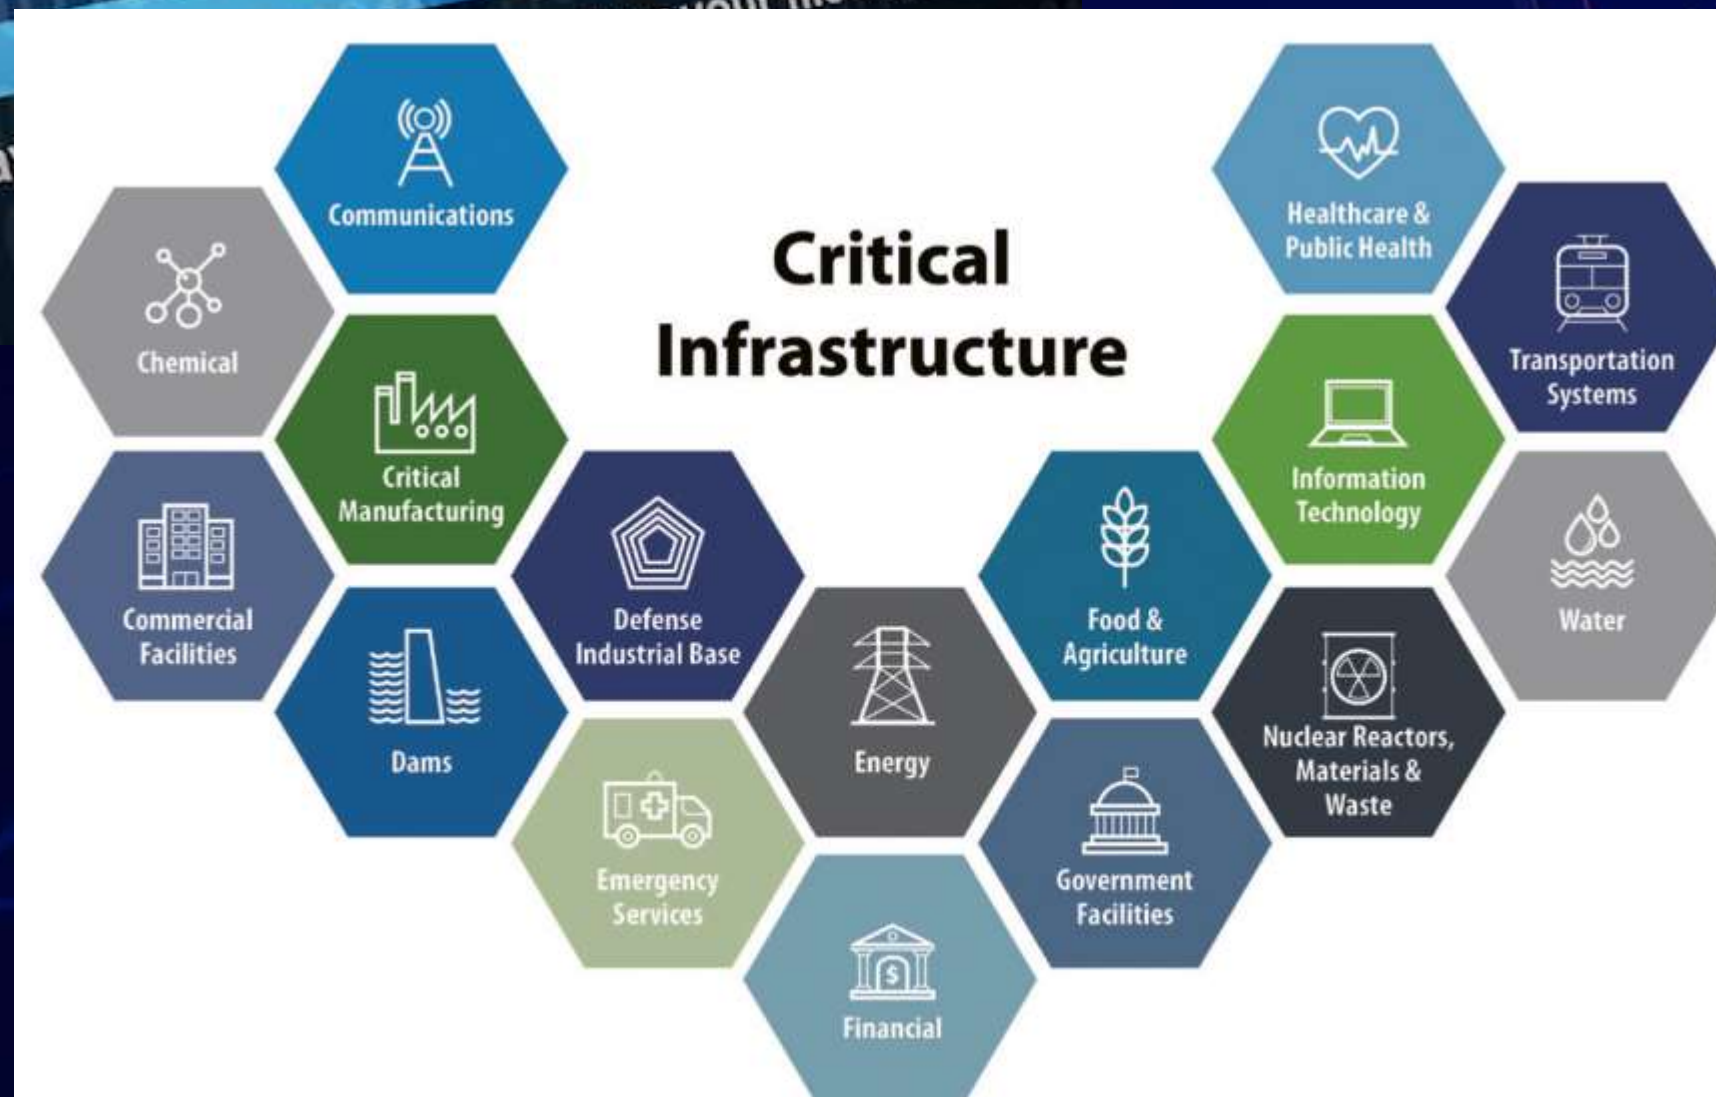 your
Communications
Healthcare &
Public Health
Critical
Infrastructure
Chemical
Transportation
Systems
Critical
Manufacturing
Information
Technology
Commercial
Facilities
Defense
Industrial Base
Food &
Agriculture
Water
Dams
Energy
Nuclear Reactors,
Materials &
Waste
Emergency
Services
Government
Facilities
$
Financial